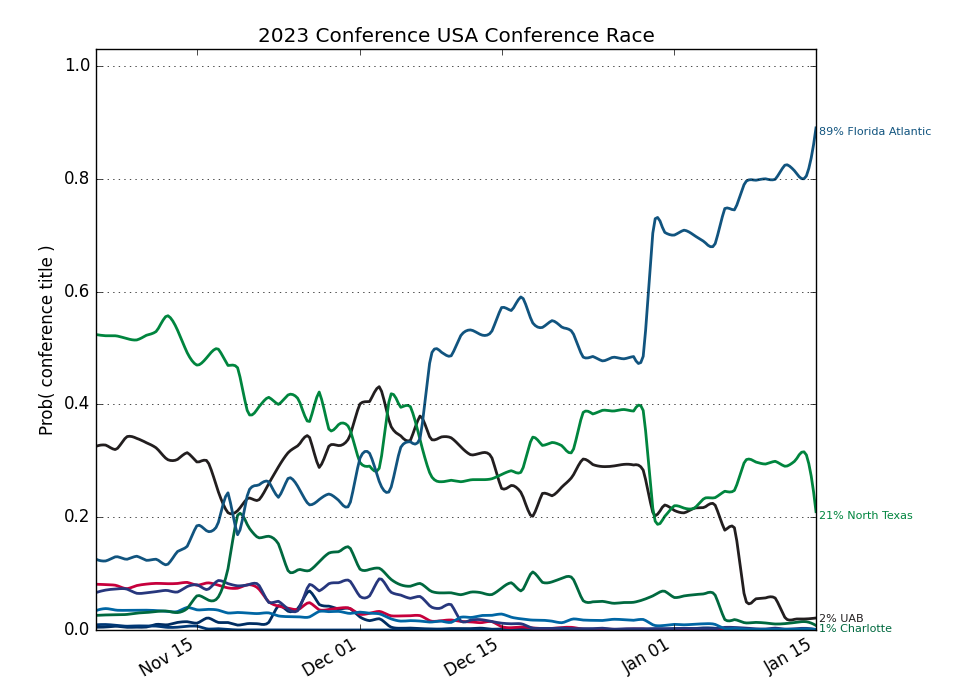 2023 Conference USA Conference Race
Prob( conference title )
1.0
0.8
0.6
0.4
0.2
0.0
89% Florida Atlantic
21% North Texas
2% UAB
1% Charlotte
Nov 15
Dec 01
Dec 15
Jan 01
Jan 15